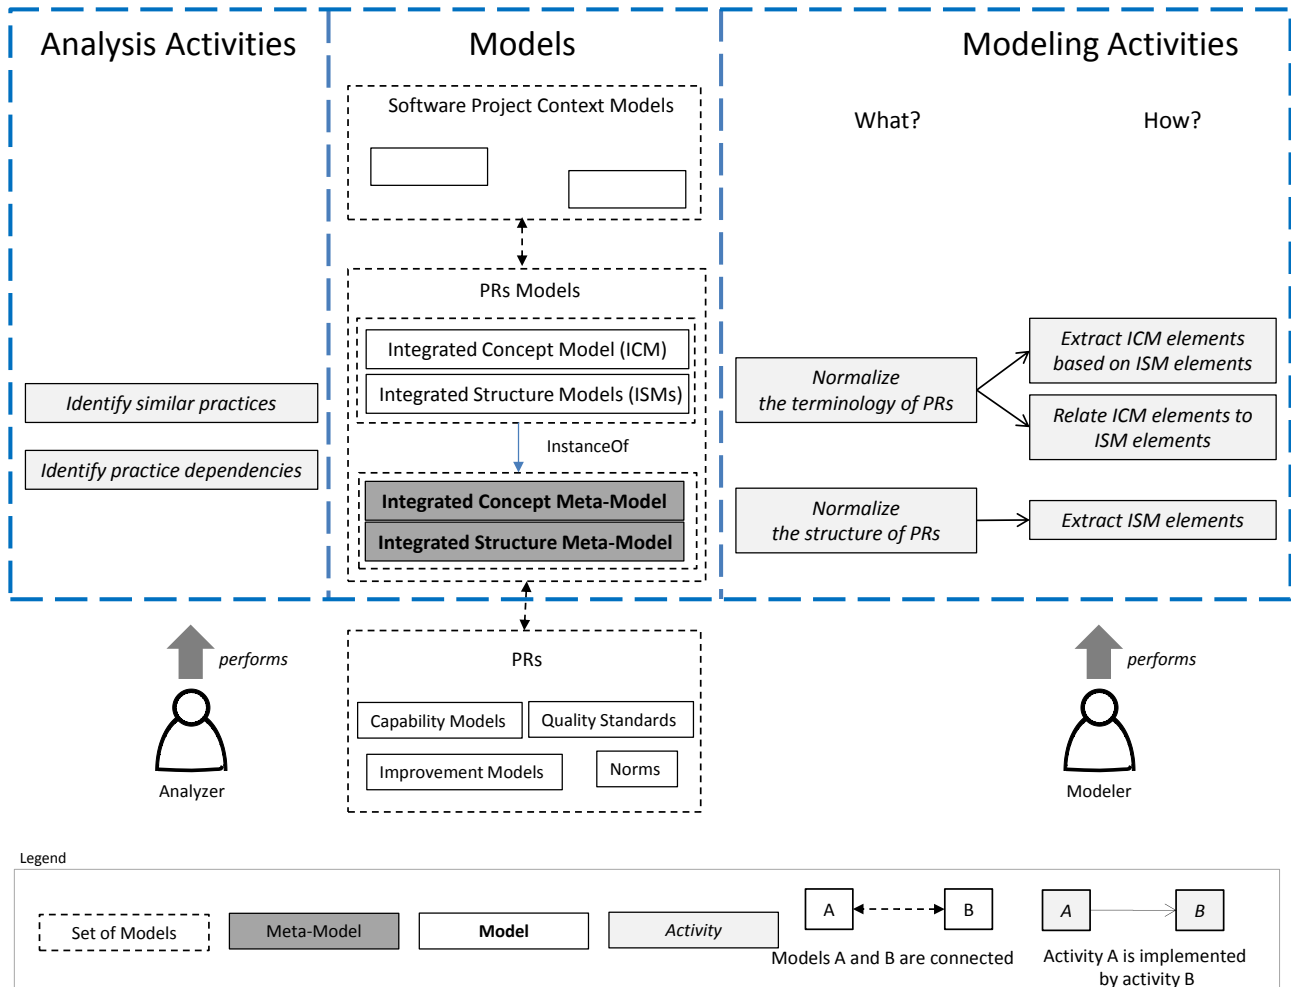 Analysis Activities
Models
Modeling Activities
Software Project Context Models
What?
How?
PRs Models
Integrated Concept Model (ICM)
Integrated Structure Models (ISMs)
InstanceOf
Integrated Concept Meta-Model
Integrated Structure Meta-Model
Identify similar practices
Identify practice dependencies
Normalize
the terminology of PRs
Extract ICM elements
based on ISM elements
Relate ICM elements to
ISM elements
Normalize
the structure of PRs
Extract ISM elements
performs
Analyzer
PRs
Capability Models
Quality Standards
Improvement Models
Norms
performs
Modeler
Legend
Set of Models
Meta-Model
Model
Activity
A
B
Models A and B are connected
A
B
Activity A is implemented
by activity B